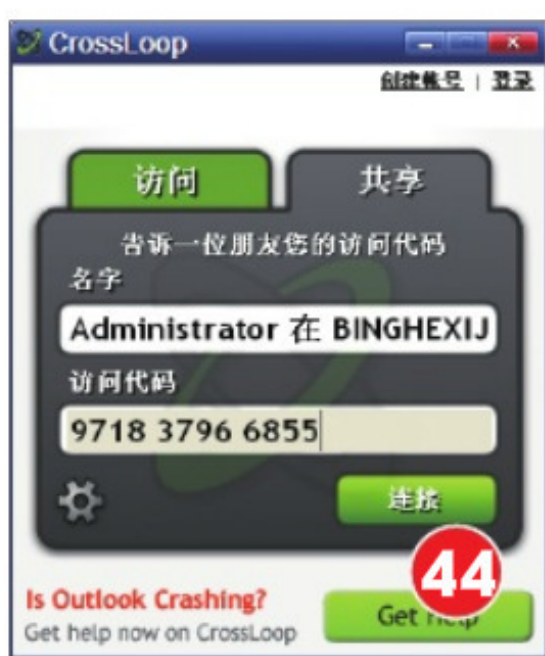 CrossLoop
创建帐号 | 登录
访问
共享
告诉一位朋友您的访问代码
名字
Administrator 在 BINGHEXIJ
访问代码
9718 3796 6855
连接
44
Is Outlook Crashing?
Get help now on CrossLoop
Get help